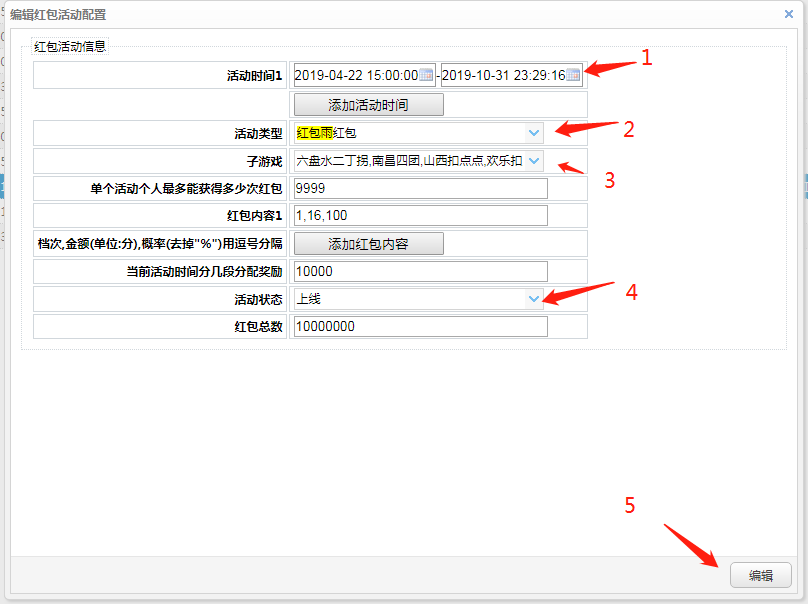 编辑红包活动配置
红包活动信息
活动时间1 2019-04-22 15:00:00-2019-10-31 23:29:16 1
添加活动时间
活动类型 红包雨红包 2
子游戏 六盘水二丁拐,南昌四团,山西扣点点,欢乐扣 3
单个活动个人最多能获得多少次红包 9999
红包内容1 1,16,100
档次,金额(单位:分),概率(去掉"%")用逗号分隔 添加红包内容
当前活动时间分几段分配奖励 10000
活动状态 上线 4
红包总数 10000000
5
编辑